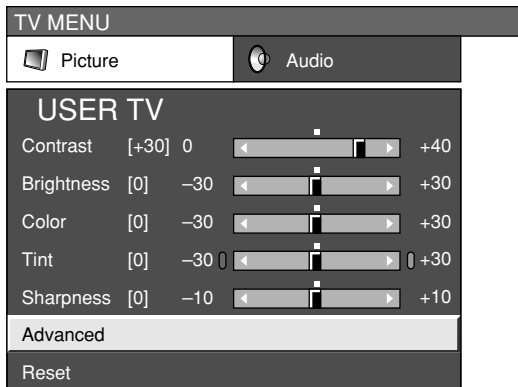 TV MENU
Picture Audio
USER TV
Contrast [+30] 0 +40
Brightness [0] –30 +30
Color [0] –30 +30
Tint [0] –30 +30
Sharpness [0] –10 +10
Advanced
Reset